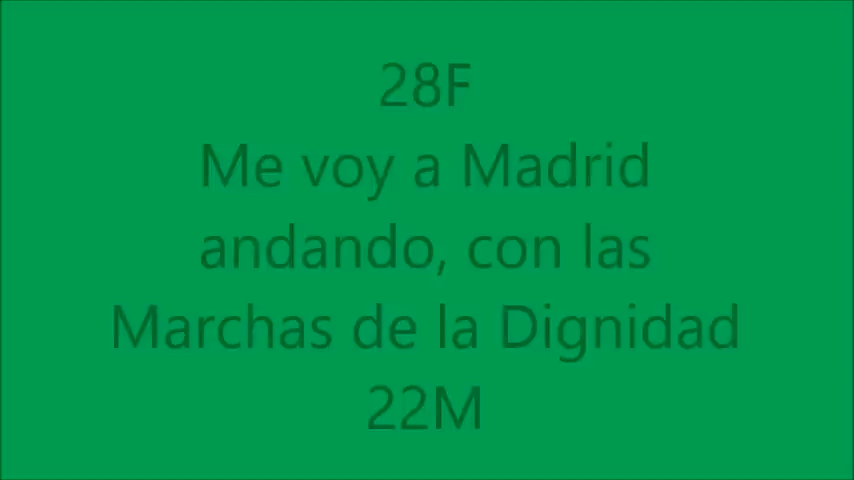 28F
Me voy a Madrid
andando, con las
Marchas de la Dignidad
22M